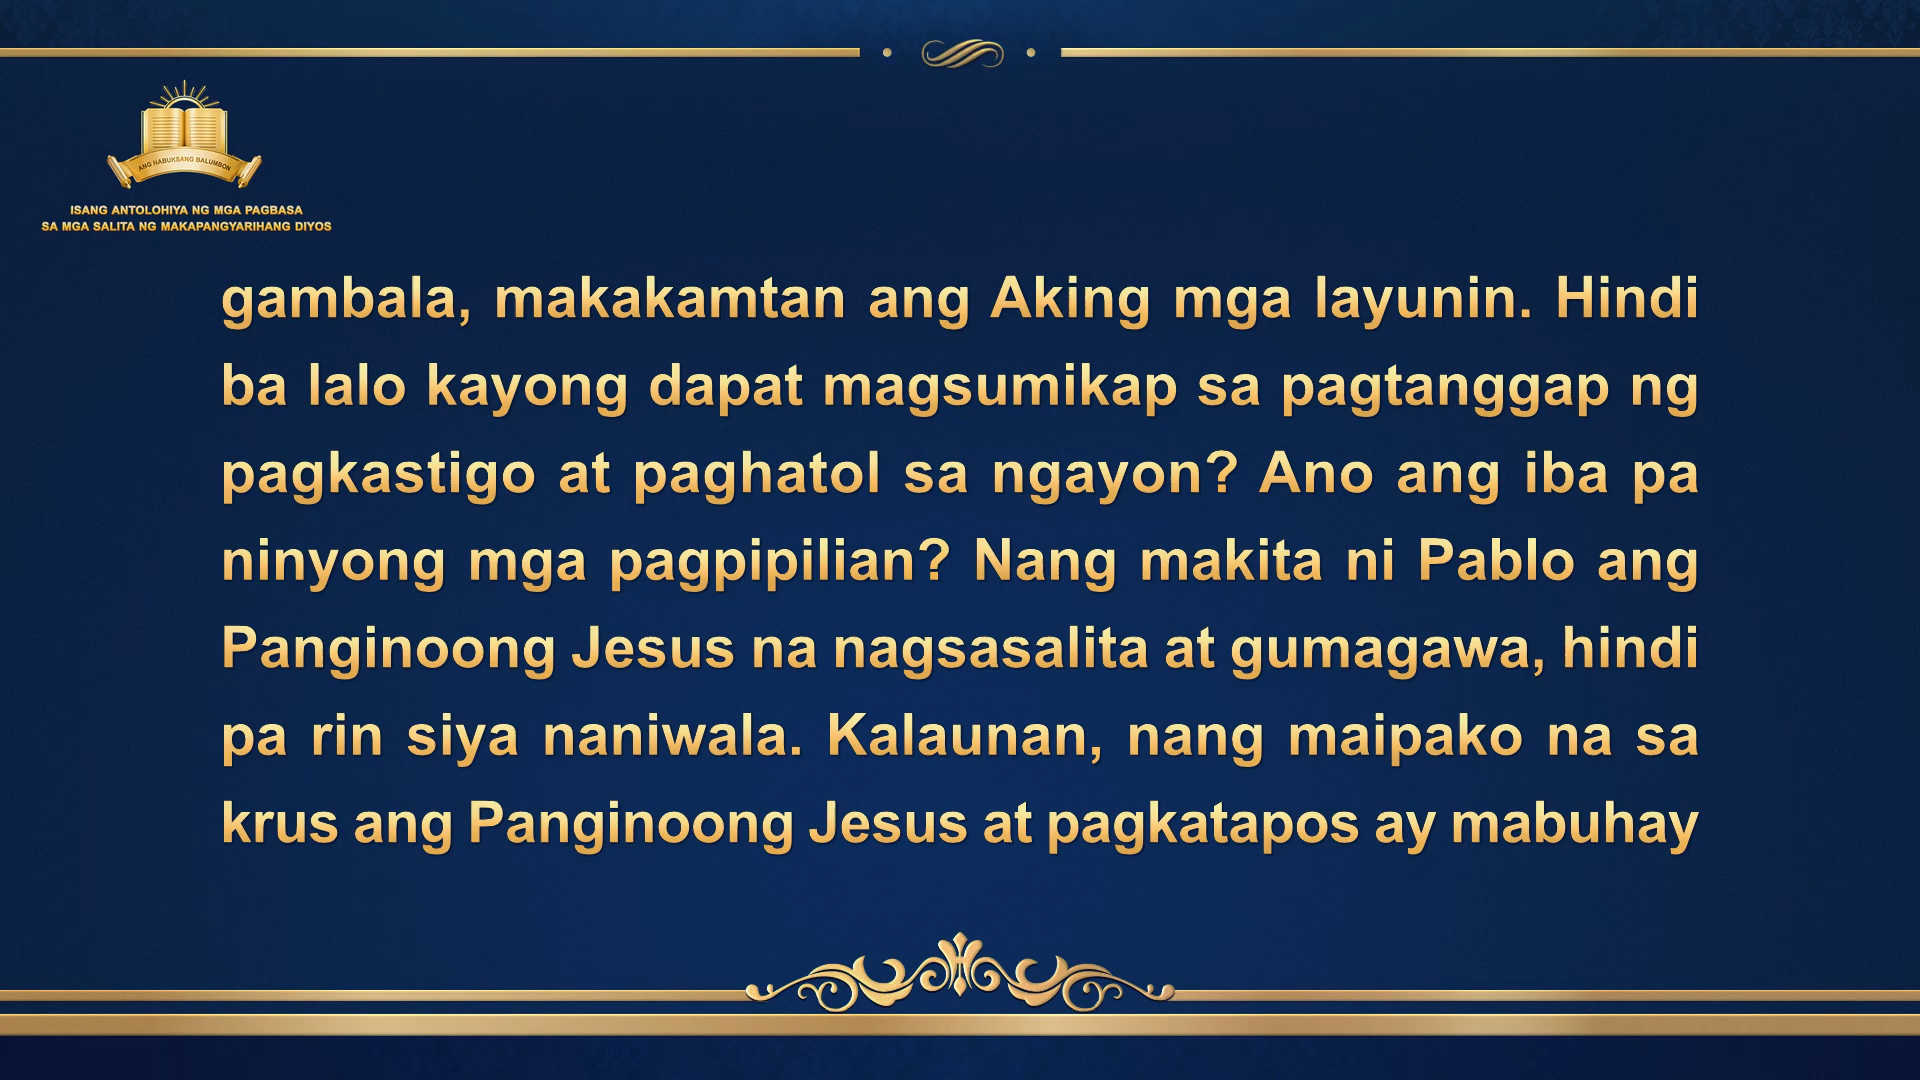 ANG NABUKSANG BALUMBON
ISANG ANTOLOHIYA NG MGA PAGBASA
SA MGA SALITA NG MAKAPANGYARIHANG DIYOS
gambala, makakamtan ang Aking mga layunin. Hindi
ba lalo kayong dapat magsumikap sa pagtanggap ng
pagkastigo at paghatol sa ngayon? Ano ang iba pa
ninyong mga pagpipilian? Nang makita ni Pablo ang
Panginoong Jesus na nagsasalita at gumagawa, hindi
pa rin siya naniwala. Kalaunan, nang maipako na sa
krus ang Panginoong Jesus at pagkatapos ay mabuhay